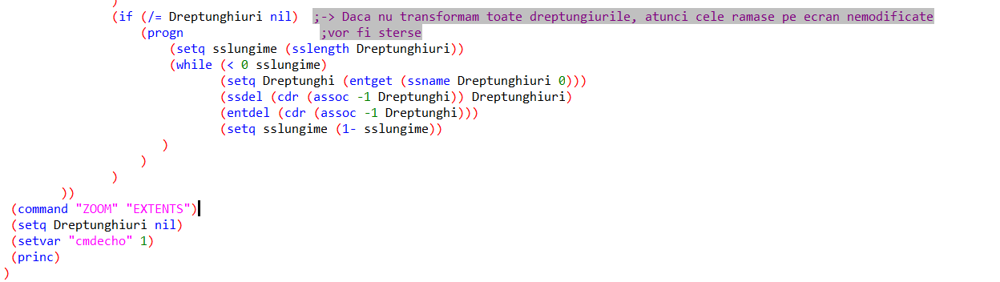 )
(if (/= Dreptunghiuri nil) ;-> Daca nu transformam toate dreptungiurile, atunci cele ramase pe ecran nemodificate
(progn ;vor fi sterse
(setq sslungime (sslength Dreptunghiuri))
(while (< 0 sslungime)
(setq Dreptunghi (entget (ssname Dreptunghiuri 0)))
(ssdel (cdr (assoc -1 Dreptunghi)) Dreptunghiuri)
(entdel (cdr (assoc -1 Dreptunghi)))
(setq sslungime (1- sslungime))
)
)
)
))
(command "ZOOM" "EXTENTS")
(setq Dreptunghiuri nil)
(setvar "cmdecho" 1)
(princ)
)